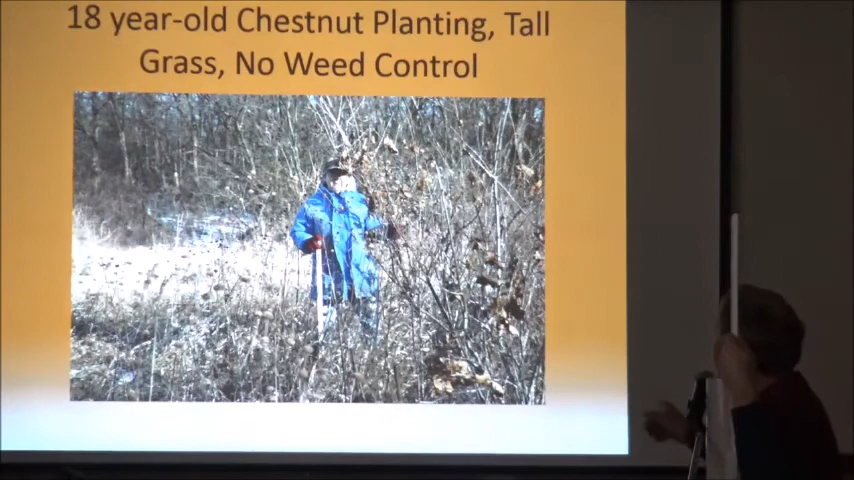 18 year-old Chestnut Planting, Tall
Grass, No Weed Control